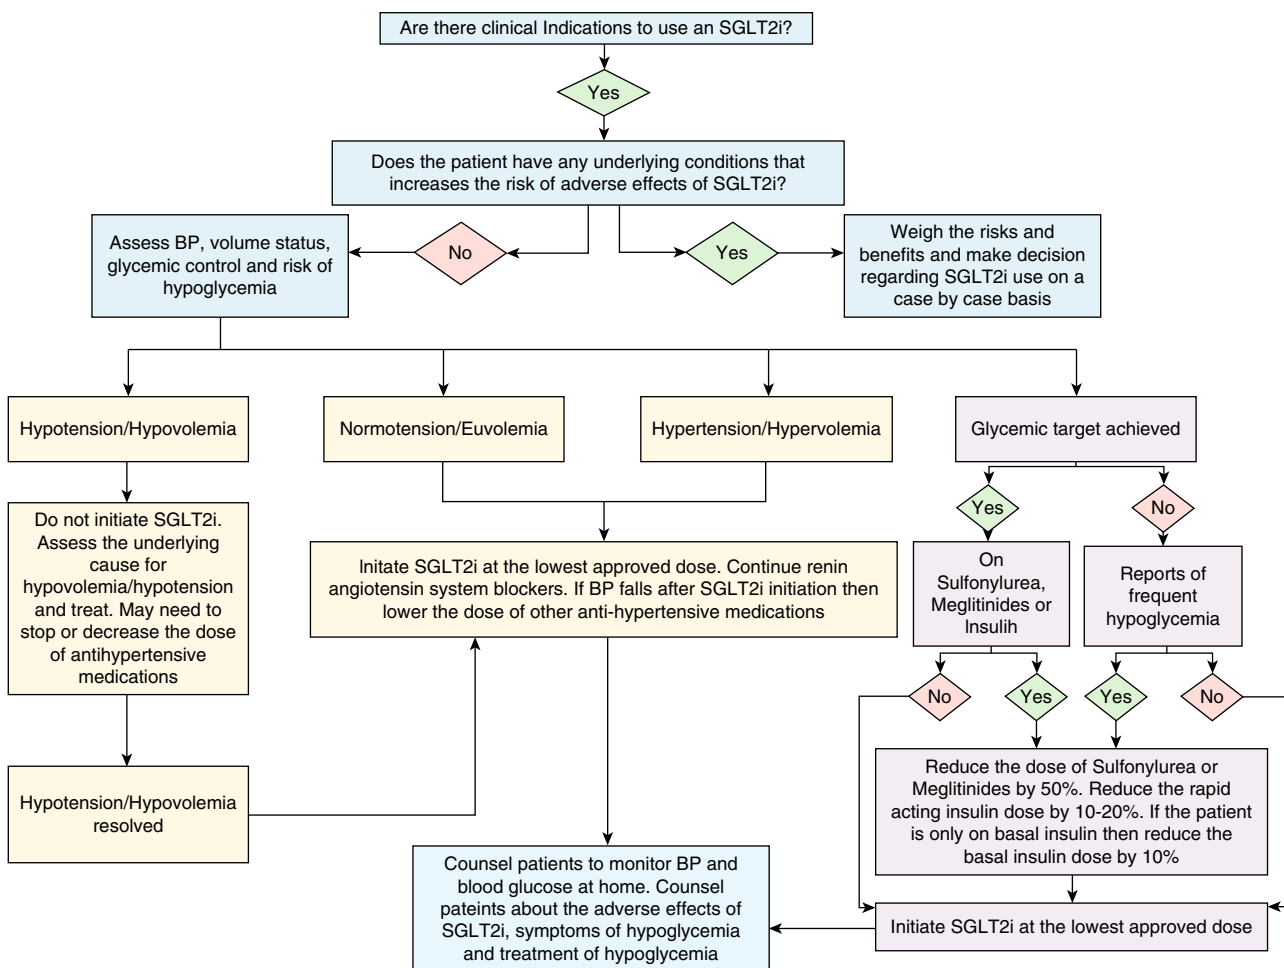 Are there clinical Indications to use an SGLT2i?
Yes
Does the patient have any underlying conditions that
increases the risk of adverse effects of SGLT2i?
Assess BP, volume status,
glycemic control and risk of
hypoglycemia
No
Yes
Weigh the risks and
benefits and make decision
regarding SGLT2i use on a
case by case basis
Hypotension/Hypovolemia
Normotension/Euvolemia
Hypertension/Hypervolemia
Glycemic target achieved
Yes
No
Do not initiate SGLT2i.
Assess the underlying
cause for
hypovolemia/hypotension
and treat. May need to
stop or decrease the dose
of antihypertensive
medications
Initate SGLT2i at the lowest approved dose. Continue renin
angiotensin system blockers. If BP falls after SGLT2i initiation then
lower the dose of other anti-hypertensive medications
On
Sulfonylurea,
Meglitinides or
Insulih
Reports of
frequent
hypoglycemia
No
Yes
Yes
No
Hypotension/Hypovolemia
resolved
Reduce the dose of Sulfonylurea or
Meglitinides by 50%. Reduce the rapid
acting insulin dose by 10-20%. If the patient
is only on basal insulin then reduce the
basal insulin dose by 10%
Counsel patients to monitor BP and
blood glucose at home. Counsel
pateints about the adverse effects of
SGLT2i, symptoms of hypoglycemia
and treatment of hypoglycemia
Initiate SGLT2i at the lowest approved dose